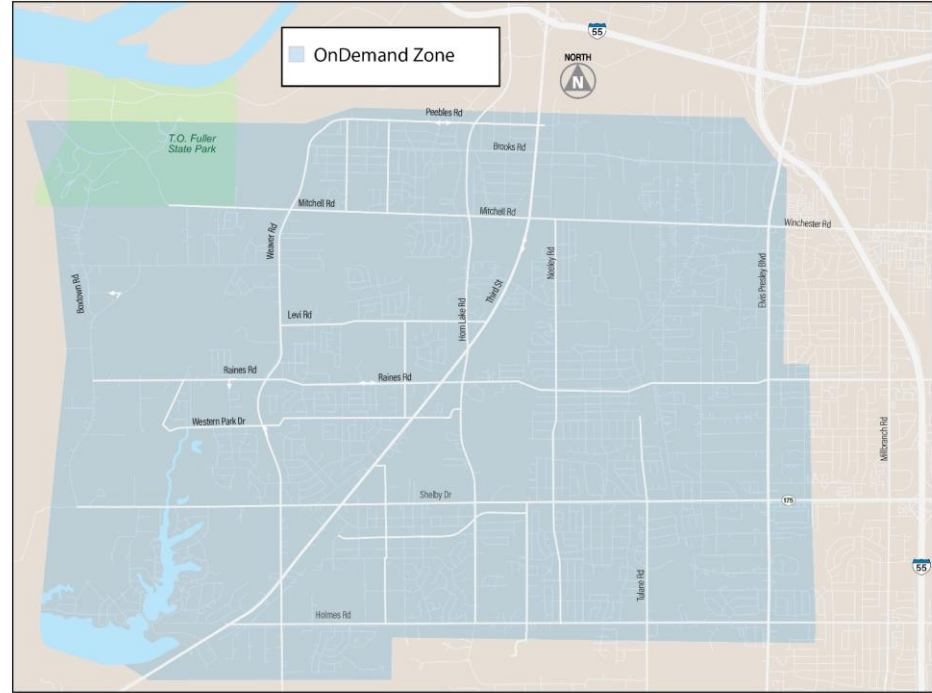 55
OnDemand Zone
NORTH
N
Peebles Rd
T.O. Fuller
State Park
Brooks Rd
Mitchell Rd
Mitchell Rd
Winchester Rd
Weaver Rd
Neeley Rd
Elvis Presley Blvd
Boxtown Rd
Third St
Horn Lake Rd
Levi Rd
Raines Rd
Raines Rd
Western Park Dr
Millbranch Rd
Shelby Dr
175
55
Tulane Rd
Holmes Rd